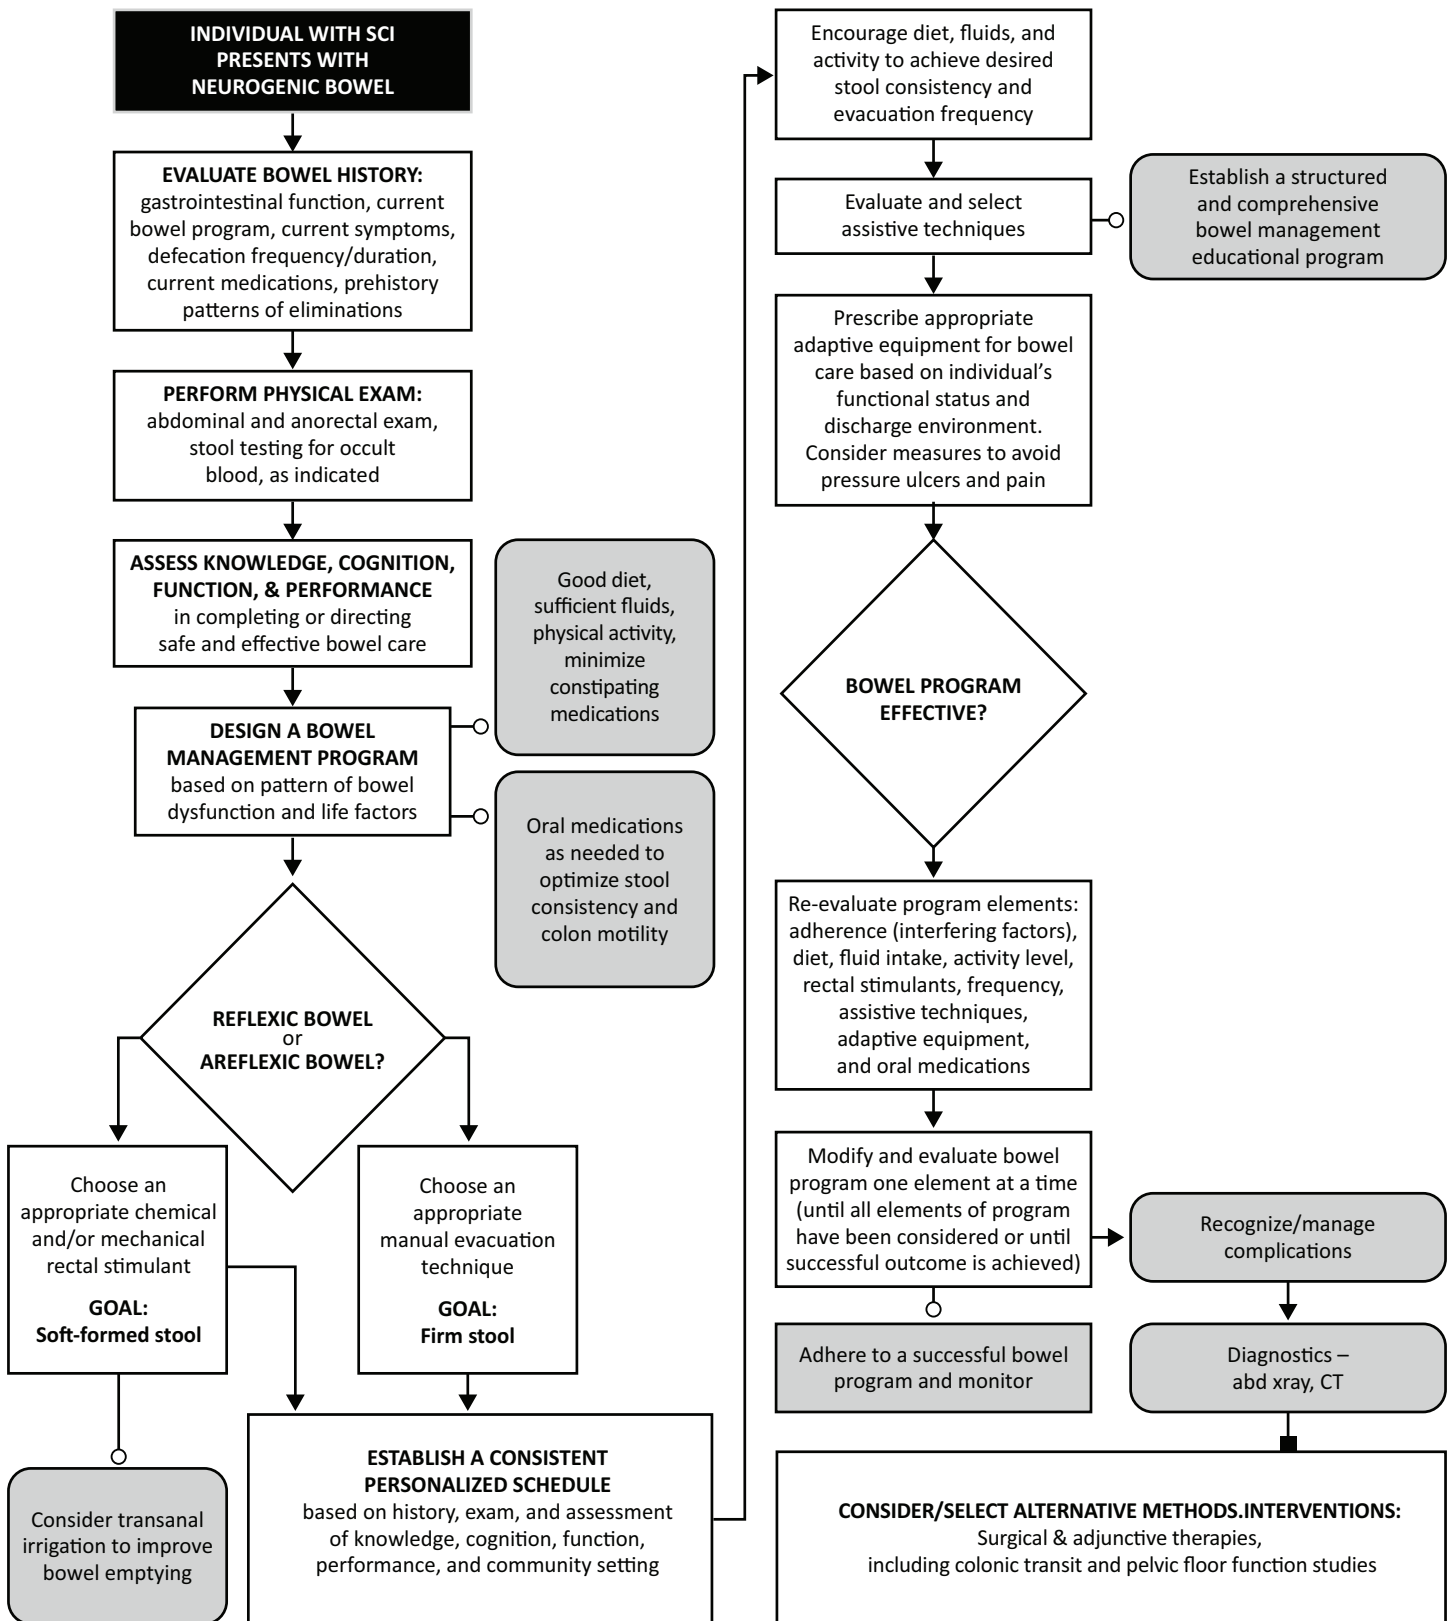 INDIVIDUAL WITH SCI
PRESENTS WITH
NEUROGENIC BOWEL
EVALUATE BOWEL HISTORY:
gastrointestinal function, current
bowel program, current symptoms,
defecation frequency/duration,
current medications, prehistory
patterns of eliminations
PERFORM PHYSICAL EXAM:
abdominal and anorectal exam,
stool testing for occult
blood, as indicated
ASSESS KNOWLEDGE, COGNITION,
FUNCTION, & PERFORMANCE
in completing or directing
safe and effective bowel care
DESIGN A BOWEL
MANAGEMENT PROGRAM
based on pattern of bowel
dysfunction and life factors
Good diet,
sufficient fluids,
physical activity,
minimize
constipating
medications
Oral medications
as needed to
optimize stool
consistency and
colon motility
REFLEXIC BOWEL
or
AREFLEXIC BOWEL?
Choose an
appropriate chemical
and/or mechanical
rectal stimulant
GOAL:
Soft-formed stool
Choose an
appropriate
manual evacuation
technique
GOAL:
Firm stool
Consider transanal
irrigation to improve
bowel emptying
ESTABLISH A CONSISTENT
PERSONALIZED SCHEDULE
based on history, exam, and assessment
of knowledge, cognition, function,
performance, and community setting
Encourage diet, fluids, and
activity to achieve desired
stool consistency and
evacuation frequency
Evaluate and select
assistive techniques
Establish a structured
and comprehensive
bowel management
educational program
Prescribe appropriate
adaptive equipment for bowel
care based on individual's
functional status and
discharge environment.
Consider measures to avoid
pressure ulcers and pain
BOWEL PROGRAM
EFFECTIVE?
Re-evaluate program elements:
adherence (interfering factors),
diet, fluid intake, activity level,
rectal stimulants, frequency,
assistive techniques,
adaptive equipment,
and oral medications
Modify and evaluate bowel
program one element at a time
(until all elements of program
have been considered or until
successful outcome is achieved)
Recognize/manage
complications
Adhere to a successful bowel
program and monitor
Diagnostics –
abd xray, CT
CONSIDER/SELECT ALTERNATIVE METHODS.INTERVENTIONS:
Surgical & adjunctive therapies,
including colonic transit and pelvic floor function studies